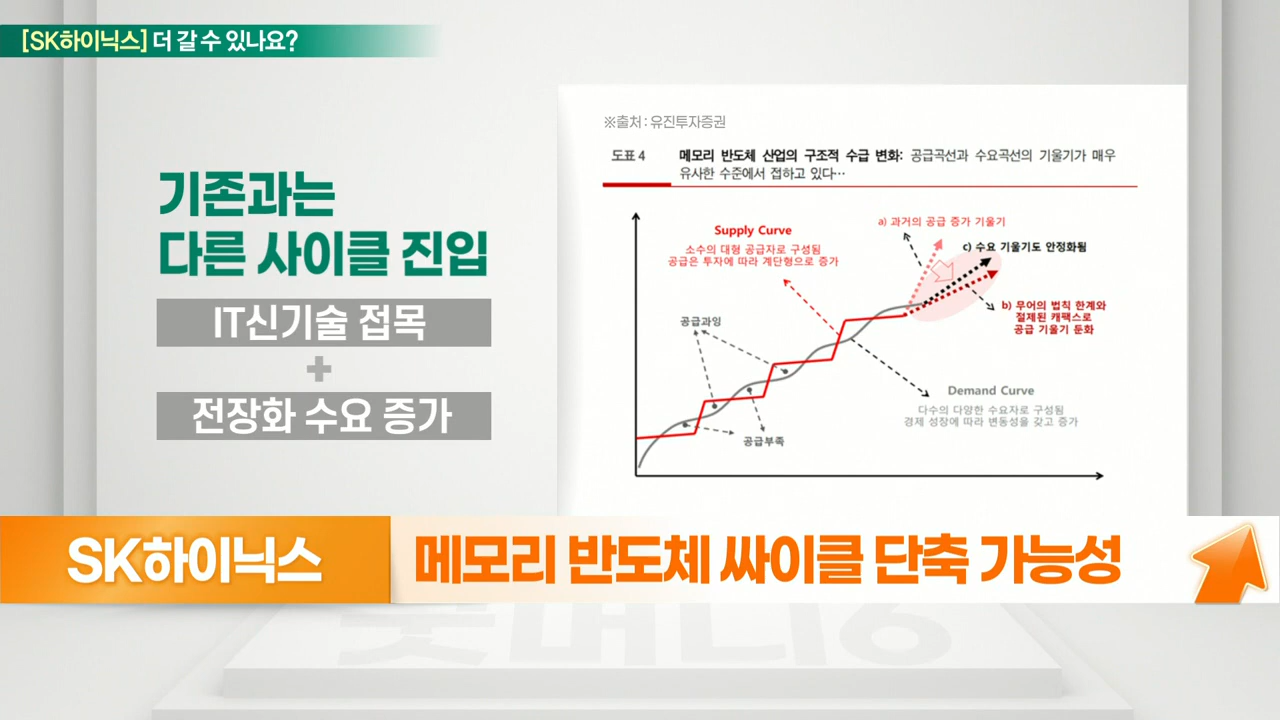 [SK하이닉스] 더 갈 수 있나요?
기존과는
다른 사이클 진입
IT신기술 접목
+
전장화 수요 증가
※출처 : 유진투자증권
도표 4 메모리 반도체 산업의 구조적 수급 변화: 공급곡선과 수요곡선의 기울기가 매우
유사한 수준에서 접하고 있다…
Supply Curve
소수의 대형 공급자로 구성됨
공급은 투자에 따라 계단형으로 증가
a) 과거의 공급 증가 기울기
c) 수요 기울기도 안정화됨
b) 무어의 법칙 한계와
절제된 캐팩스로
공급 기울기 둔화
공급과잉
공급부족
Demand Curve
다수의 다양한 수요자로 구성됨
경제 성장에 따라 변동성을 갖고 증가
SK하이닉스
메모리 반도체 싸이클 단축 가능성